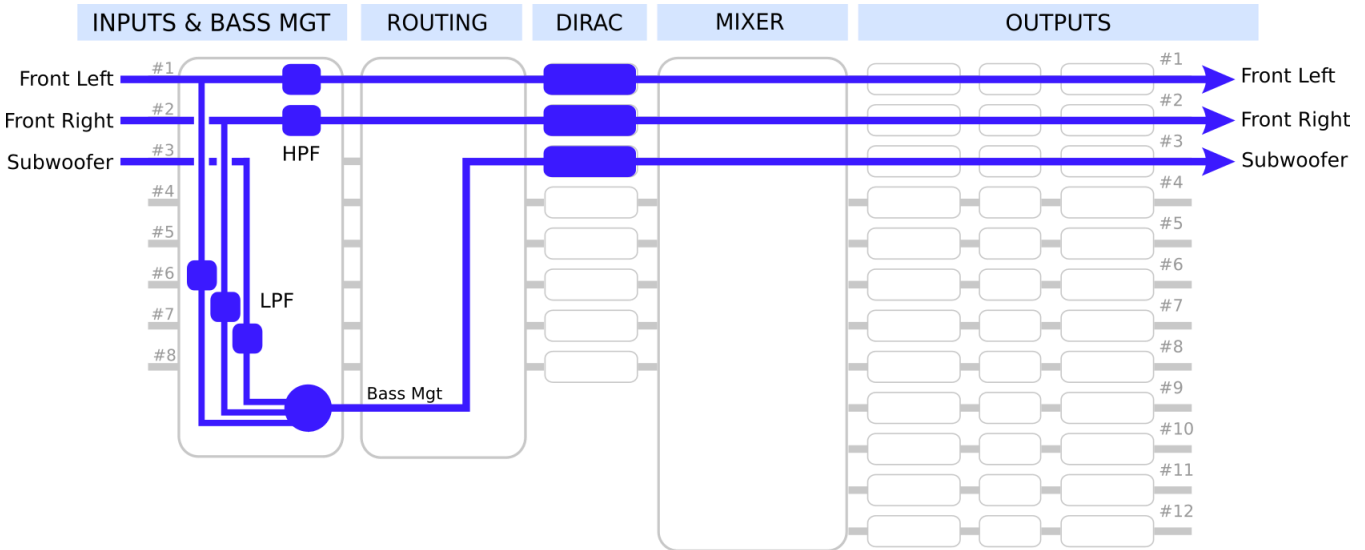 INPUTS & BASS MGT
ROUTING
DIRAC
MIXER
OUTPUTS
Front Left
#1
#1
Front Left
Front Right
#2
#2
Front Right
HPF
Subwoofer
#3
#3
Subwoofer
#4
#4
#5
#5
#6
#6
LPF
#7
#7
#8
#8
Bass Mgt
#9
#10
#11
#12